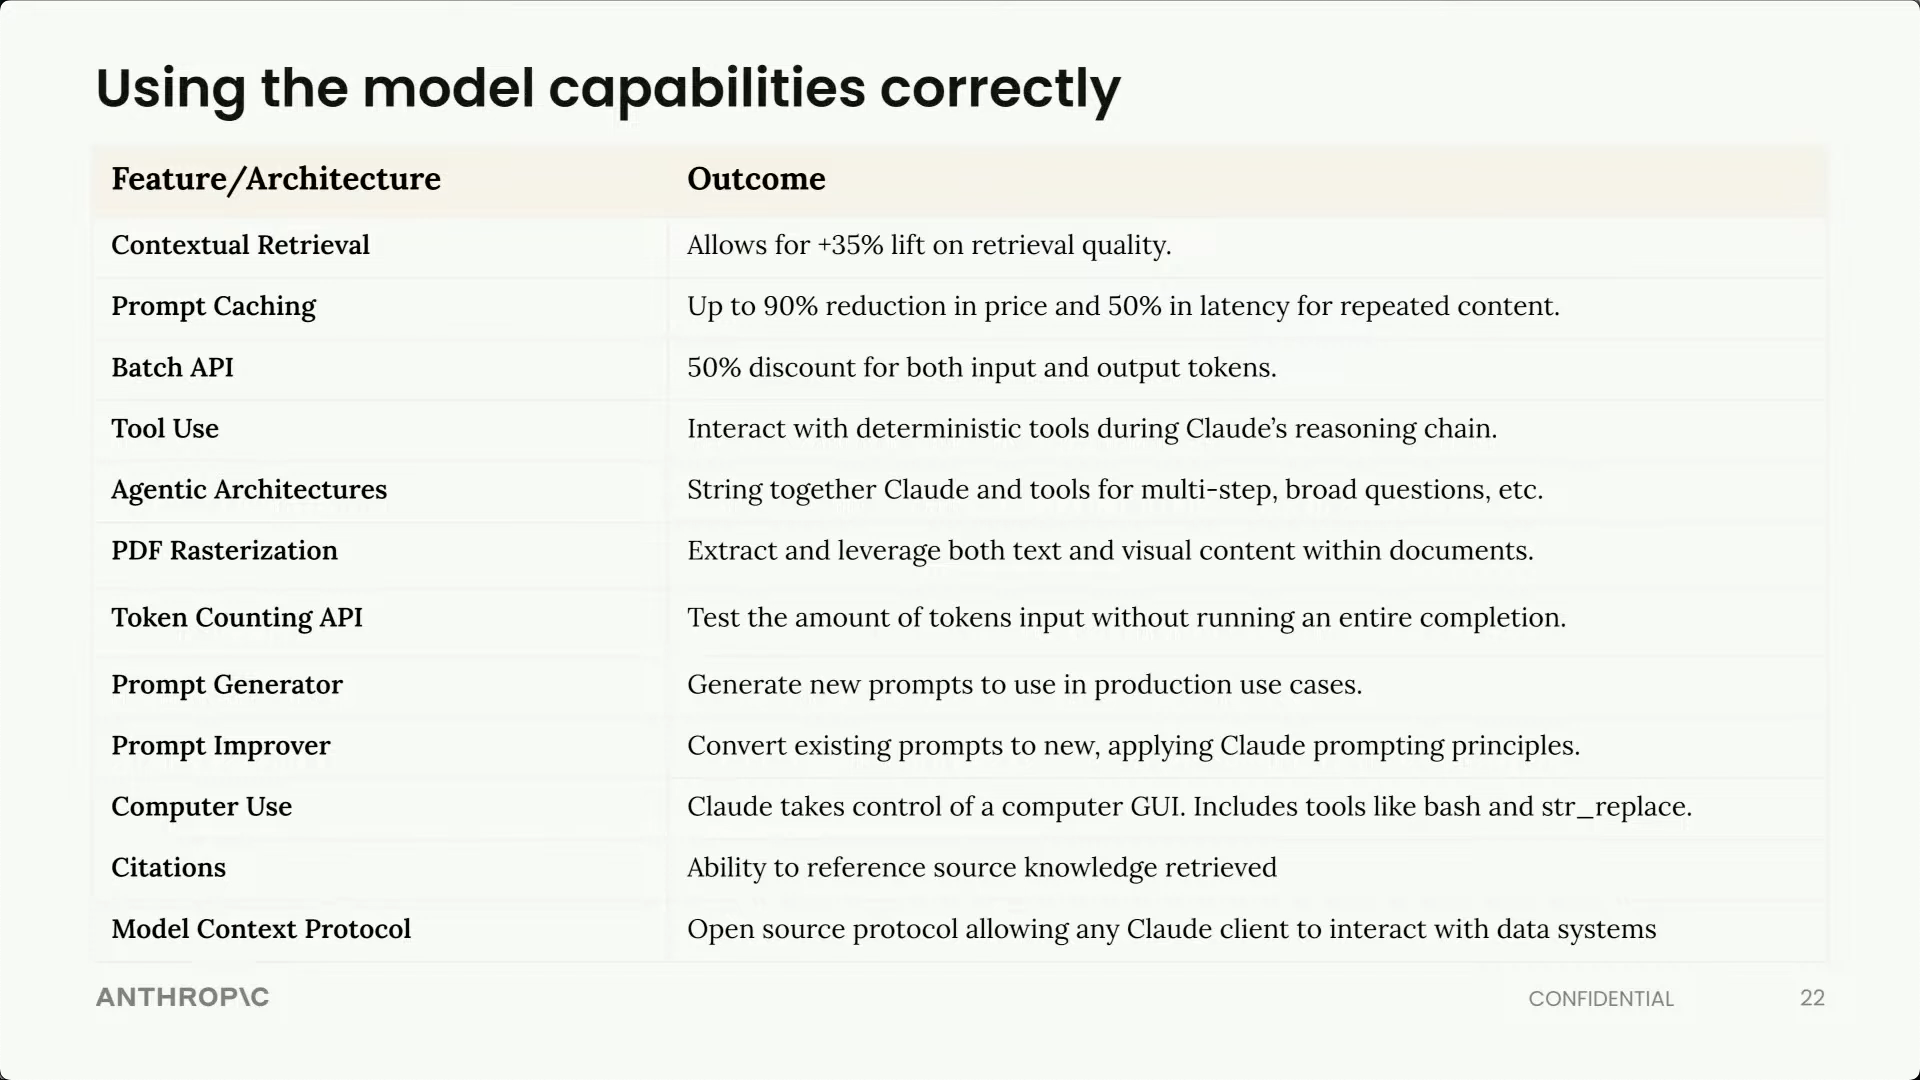 Using the model capabilities correctly
Feature/Architecture Outcome
Contextual Retrieval Allows for +35% lift on retrieval quality.
Prompt Caching Up to 90% reduction in price and 50% in latency for repeated content.
Batch API 50% discount for both input and output tokens.
Tool Use Interact with deterministic tools during Claude’s reasoning chain.
Agentic Architectures String together Claude and tools for multi-step, broad questions, etc.
PDF Rasterization Extract and leverage both text and visual content within documents.
Token Counting API Test the amount of tokens input without running an entire completion.
Prompt Generator Generate new prompts to use in production use cases.
Prompt Improver Convert existing prompts to new, applying Claude prompting principles.
Computer Use Claude takes control of a computer GUI. Includes tools like bash and str_replace.
Citations Ability to reference source knowledge retrieved
Model Context Protocol Open source protocol allowing any Claude client to interact with data systems
ANTHROP\C CONFIDENTIAL 22